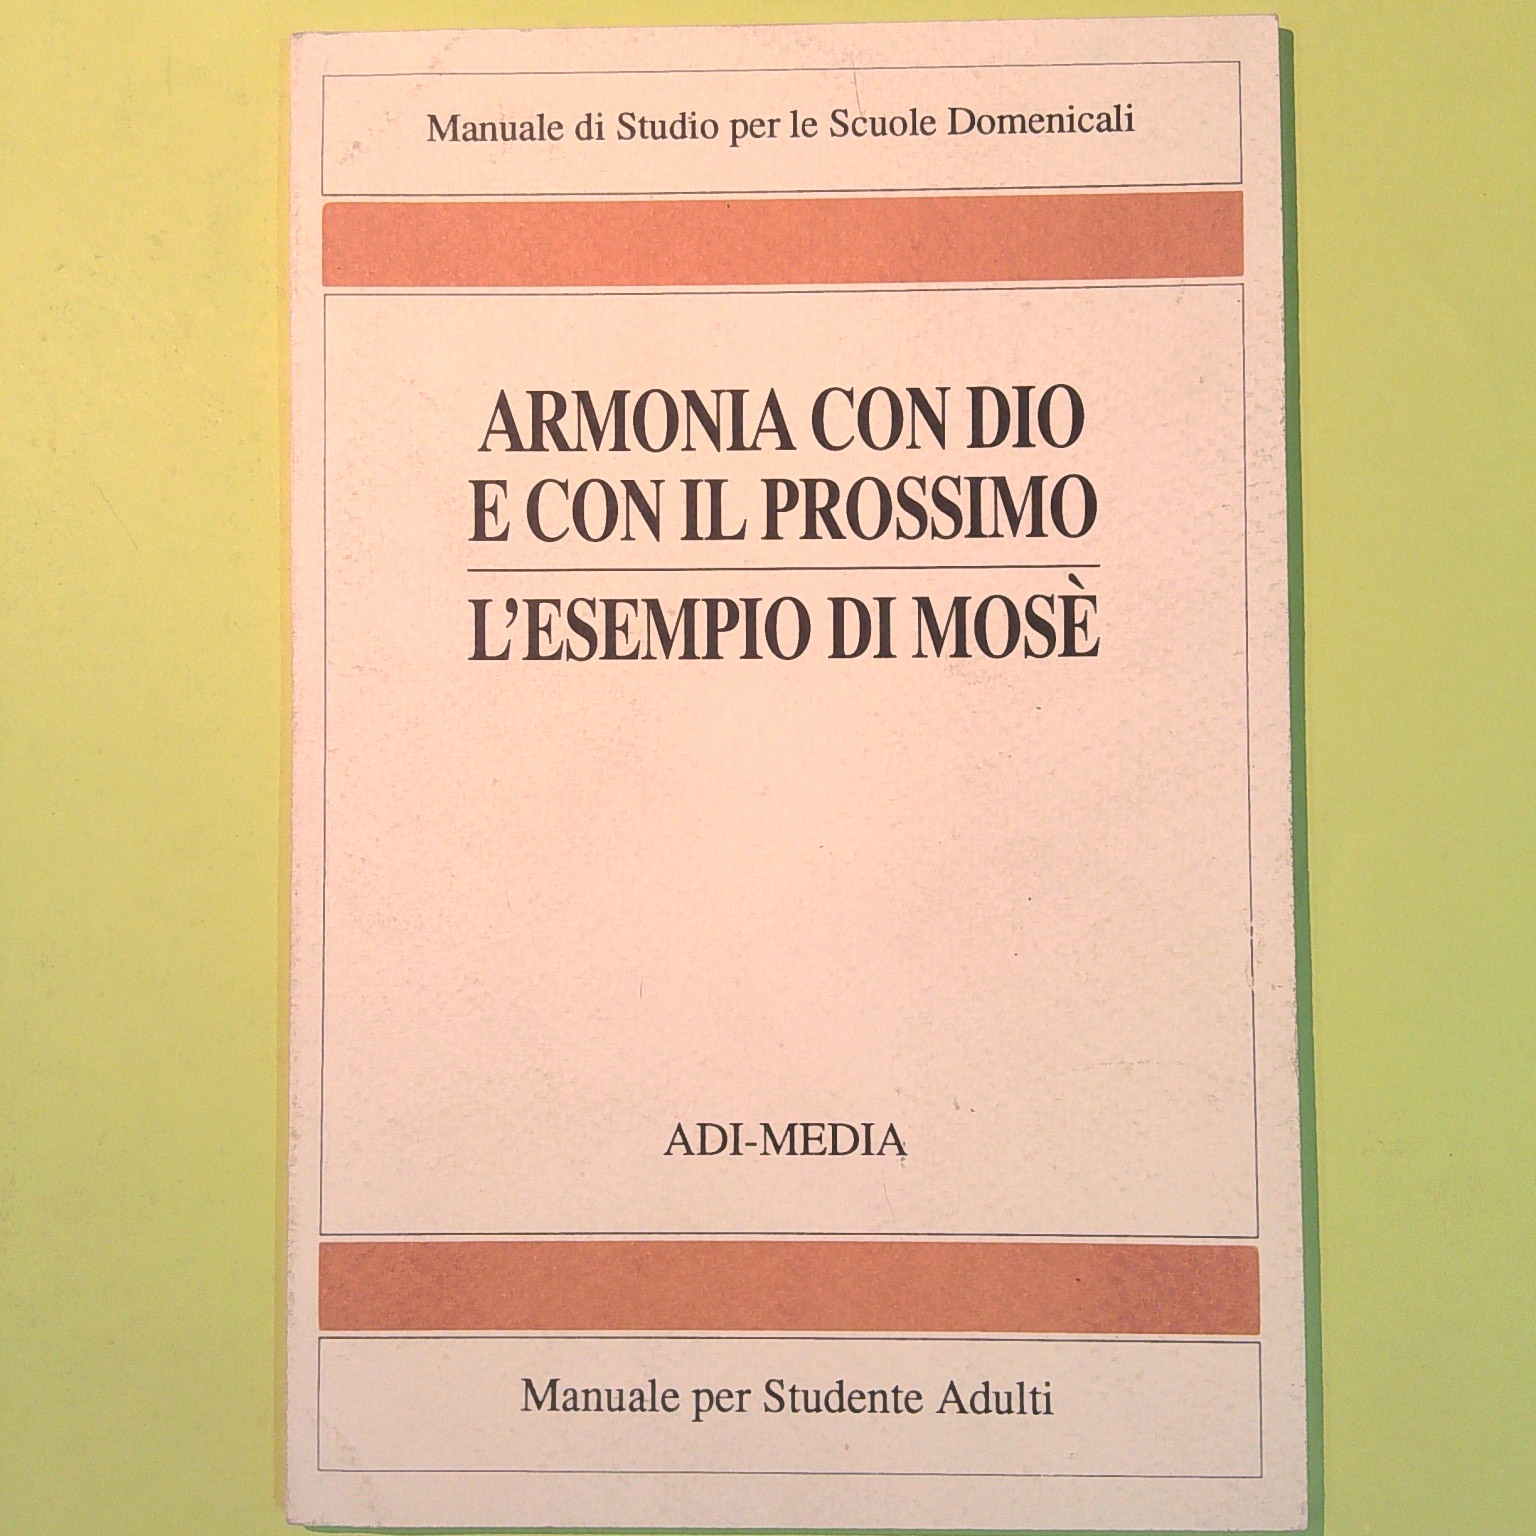 Manuale di Studio per le Scuole Domenicali
ARMONIA CON DIO
E CON IL PROSSIMO
L'ESEMPIO DI MOSÈ
ADI-MEDIA
Manuale per Studente Adulti